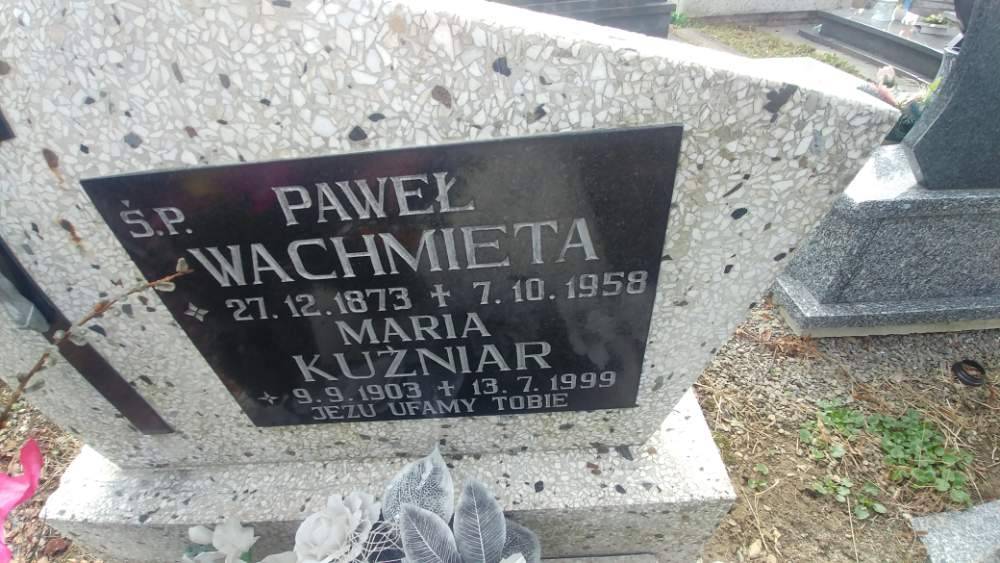 Ś.P. PAWEŁ
WACHMIETA
27.12.1873 ✝ 7.10.1958
MARIA
KUŹNIAR
9.9.1903 ✝ 13.7.1999
JEZU UFAMY TOBIE